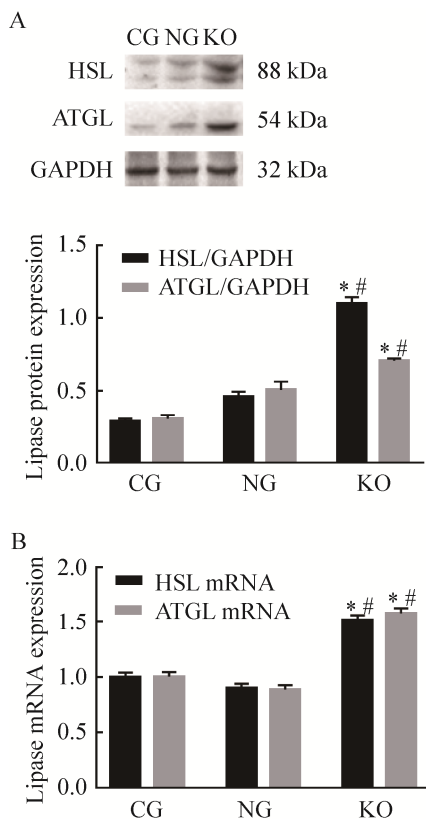 A
CG NG KO
HSL 88 kDa
ATGL 54 kDa
GAPDH 32 kDa
Lipase protein expression
1.5
1.0
0.5
0.0
HSL/GAPDH
ATGL/GAPDH
* #
* #
CG NG KO
B
Lipase mRNA expression
2.0
1.5
1.0
0.5
0.0
HSL mRNA
ATGL mRNA
* #
* #
CG NG KO